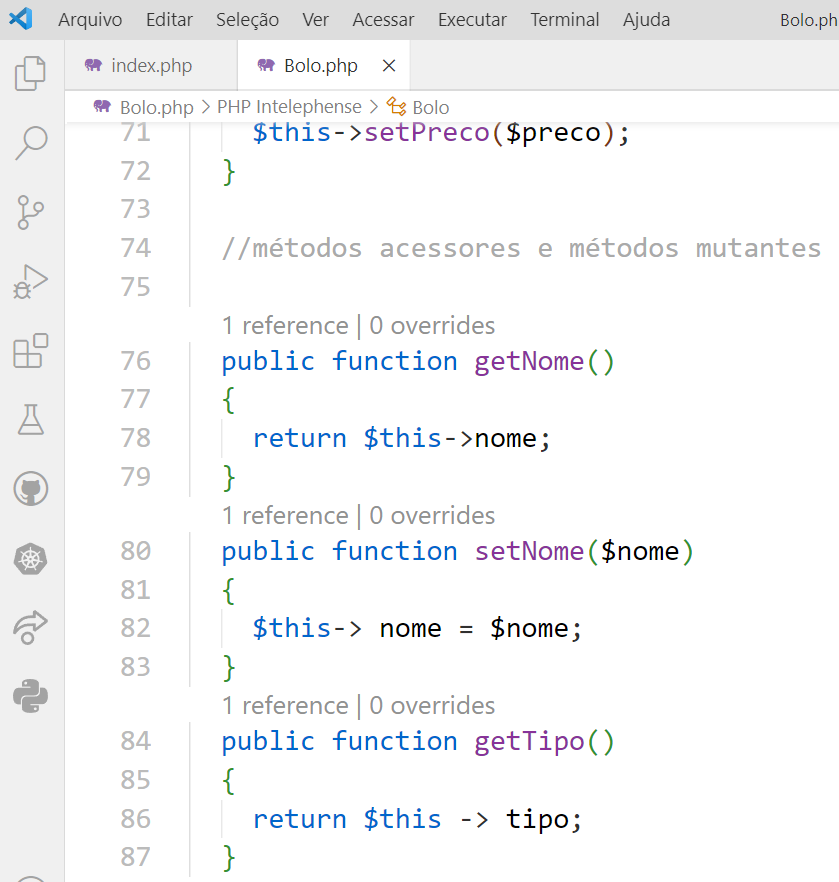 Arquivo Editar Seleção Ver Acessar Executar Terminal Ajuda Bolo.ph
index.php Bolo.php
Bolo.php > PHP Intelephense > Bolo
71 $this->setPreco($preco);
72 }
73
74 //métodos acessores e métodos mutantes
75
1 reference | 0 overrides
76 public function getNome()
77 {
78 return $this->nome;
79 }
1 reference | 0 overrides
80 public function setNome($nome)
81 {
82 $this-> nome = $nome;
83 }
1 reference | 0 overrides
84 public function getTipo()
85 {
86 return $this -> tipo;
87 }